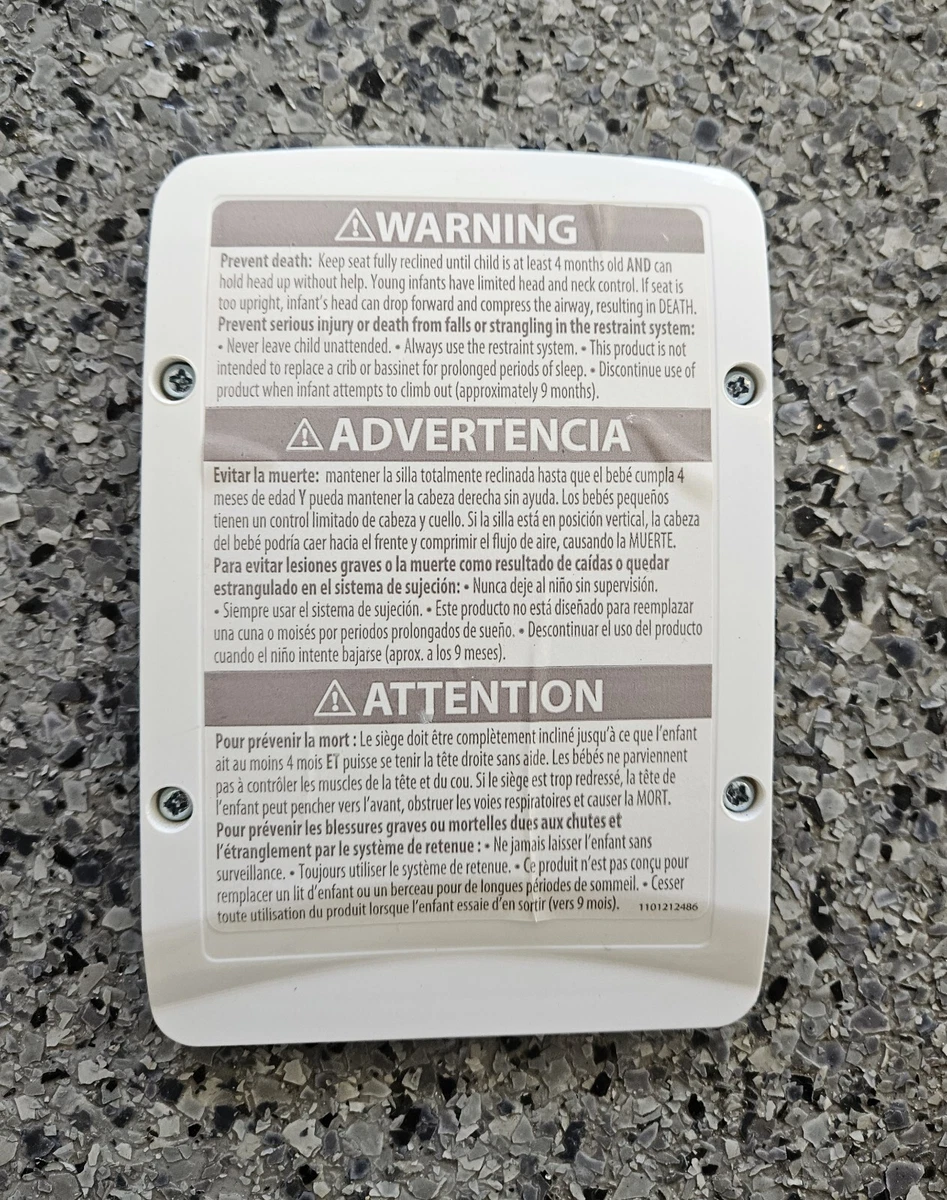 ⚠WARNING
Prevent death: Keep seat fully reclined until child is at least 4 months old AND can
hold head up without help. Young infants have limited head and neck control. If seat is
too upright, infant's head can drop forward and compress the airway, resulting in DEATH.
Prevent serious injury or death from falls or strangling in the restraint system:
• Never leave child unattended. • Always use the restraint system. • This product is not
intended to replace a crib or bassinet for prolonged periods of sleep. • Discontinue use of
product when infant attempts to climb out (approximately 9 months).
⚠ADVERTENCIA
Evitar la muerte: mantener la silla totalmente reclinada hasta que el bebé cumpla 4
meses de edad Y pueda mantener la cabeza derecha sin ayuda. Los bebés pequeños
tienen un control limitado de cabeza y cuello. Si la silla está en posición vertical, la cabeza
del bebé podría caer hacia el frente y comprimir el flujo de aire, causando la MUERTE.
Para evitar lesiones graves o la muerte como resultado de caídas o quedar
estrangulado en el sistema de sujeción: • Nunca deje al niño sin supervisión.
• Siempre usar el sistema de sujeción. • Este producto no está diseñado para reemplazar
una cuna o moisés por periodos prolongados de sueño. • Descontinuar el uso del producto
cuando el niño intente bajarse (aprox. a los 9 meses).
⚠ATTENTION
Pour prévenir la mort : Le siège doit être complètement incliné jusqu'à ce que l'enfant
ait au moins 4 mois ET puisse se tenir la tête droite sans aide. Les bébés ne parviennent
pas à contrôler les muscles de la tête et du cou. Si le siège est trop redressé, la tête de
l'enfant peut pencher vers l'avant, obstruer les voies respiratoires et causer la MORT.
Pour prévenir les blessures graves ou mortelles dues aux chutes et
l'étranglement par le système de retenue : • Ne jamais laisser l'enfant sans
surveillance. • Toujours utiliser le système de retenue. • Ce produit n'est pas conçu pour
remplacer un lit d'enfant ou un berceau pour de longues périodes de sommeil. • Cesser
toute utilisation du produit lorsque l'enfant essaie d'en sortir (vers 9 mois). 1101212486